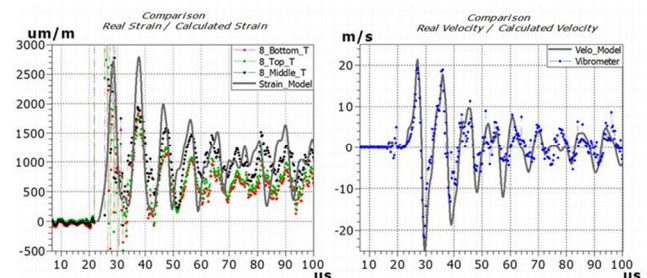 Comparison
Real Strain / Calculated Strain
um/m
3000
2500
2000
1500
1000
500
0
-500
8_Bottom_T
8_Top_T
8_Middle_T
Strain_Model
10 20 30 40 50 60 70 80 90 100
us
Comparison
Real Velocity / Calculated Velocity
m/s
20
10
0
-10
-20
Velo_Model
Vibrometer
10 20 30 40 50 60 70 80 90 100
us